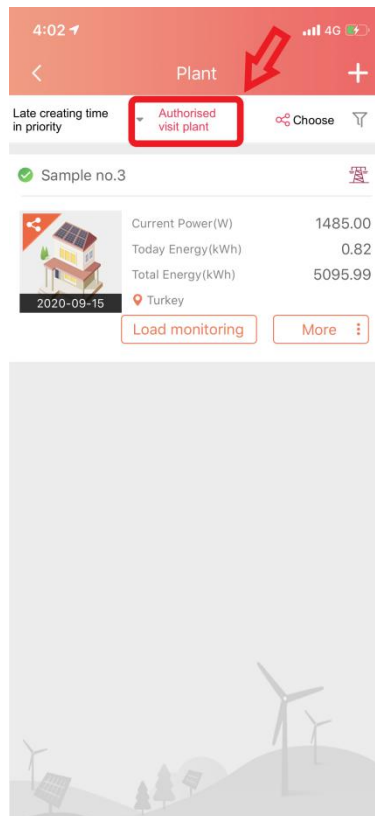 4:02
4G
Plant
Late creating time
in priority
Authorised
visit plant
Choose
Sample no.3
Current Power(W) 1485.00
Today Energy(kWh) 0.82
Total Energy(kWh) 5095.99
2020-09-15
Turkey
Load monitoring
More